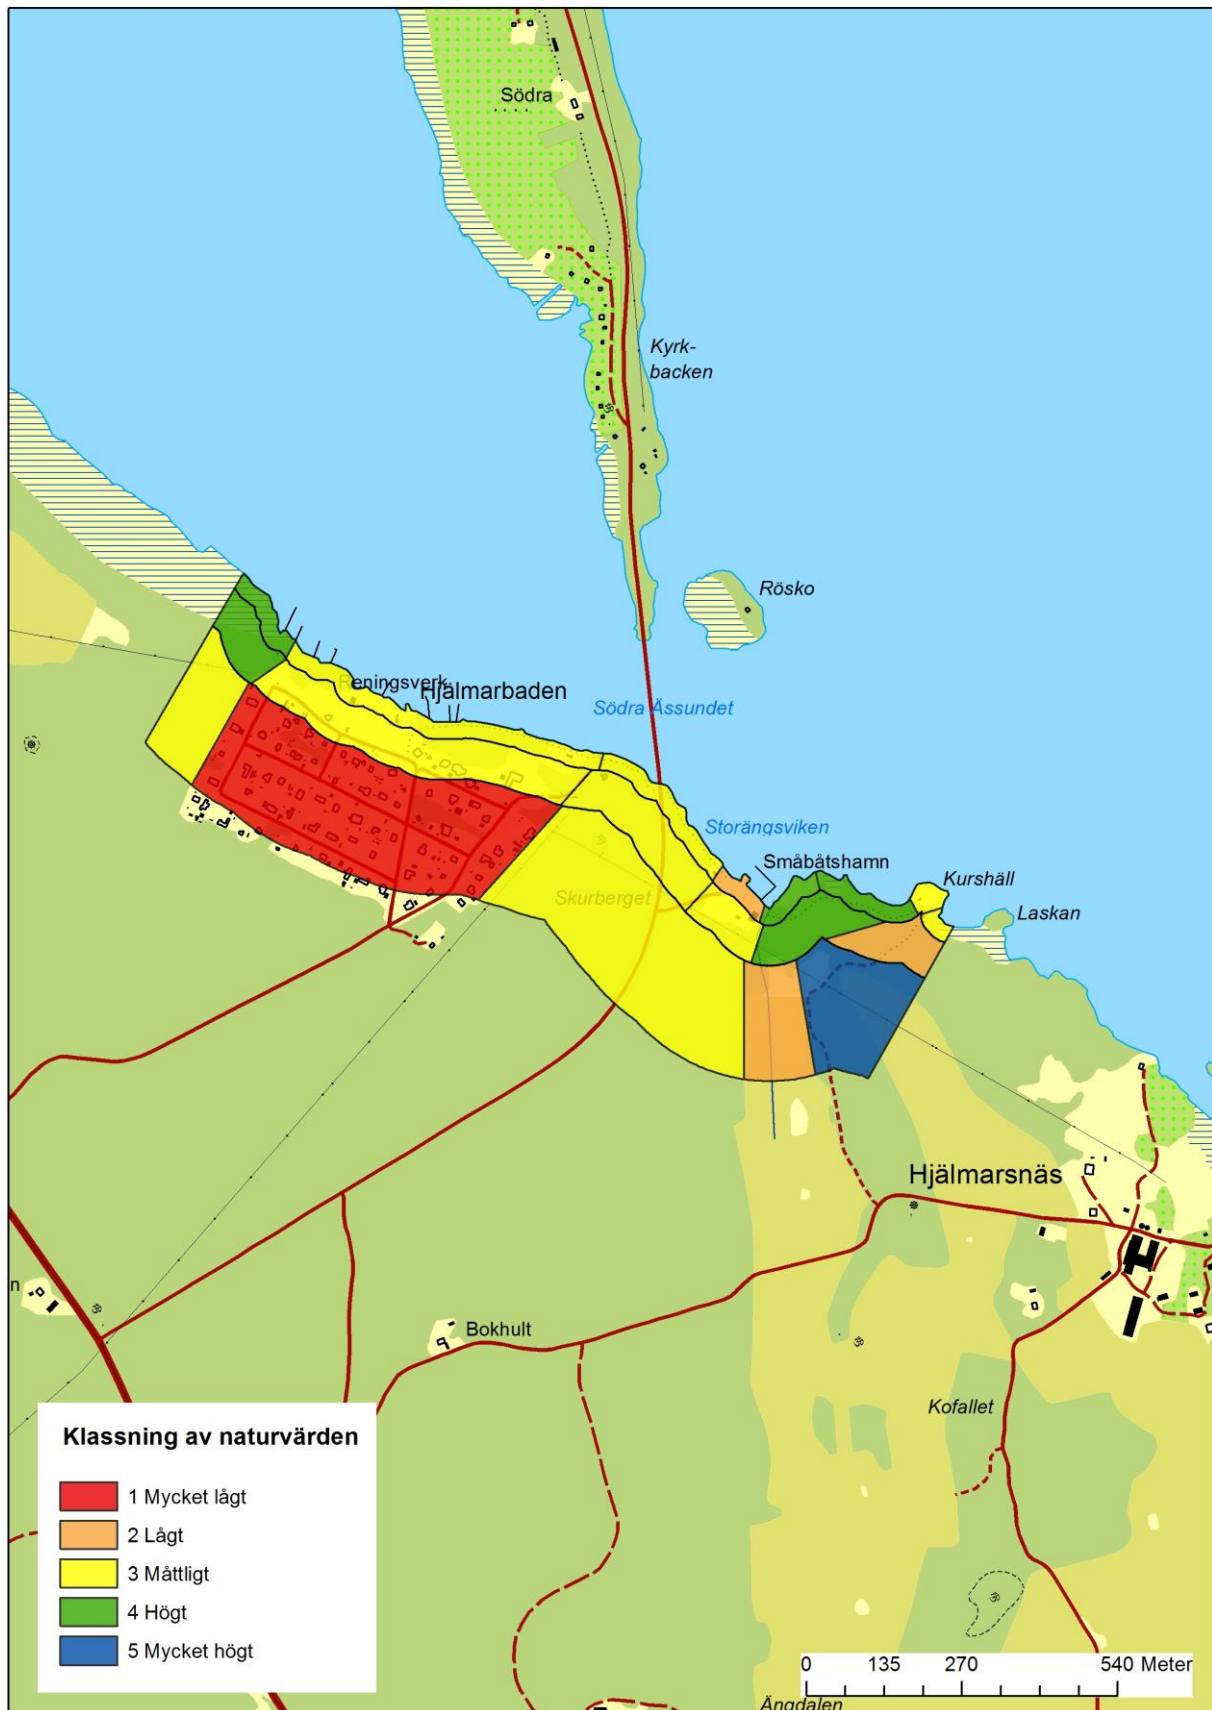 Södra
Kyrk-
backen
Rösko
Reningsverk
Hjälmarbaden
Södra Åssundet
Storängsviken
Småbåtshamn
Kurshäll
Skurberget
Laskan
Hjälmarsnäs
n
Bokhult
Kofallet
Klassning av naturvärden
1 Mycket lågt
2 Lågt
3 Måttligt
4 Högt
5 Mycket högt
0 135 270 540 Meter
Ängdalen